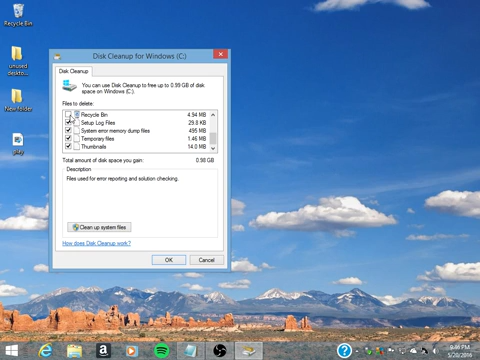 Recycle Bin
unused
deskto...
New folder
Disk Cleanup for Windows (C:)
Disk Cleanup
You can use Disk Cleanup to free up to 0.99 GB of disk
space on Windows (C:).
Files to delete:
Recycle Bin 4.94 MB
Setup Log Files 29.8 KB
System error memory dump files 495 MB
Temporary files 1.46 MB
Thumbnails 14.0 MB
Total amount of disk space you gain: 0.98 GB
Description
Files used for error reporting and solution checking.
Clean up system files
How does Disk Cleanup work?
OK Cancel
5/20/2016